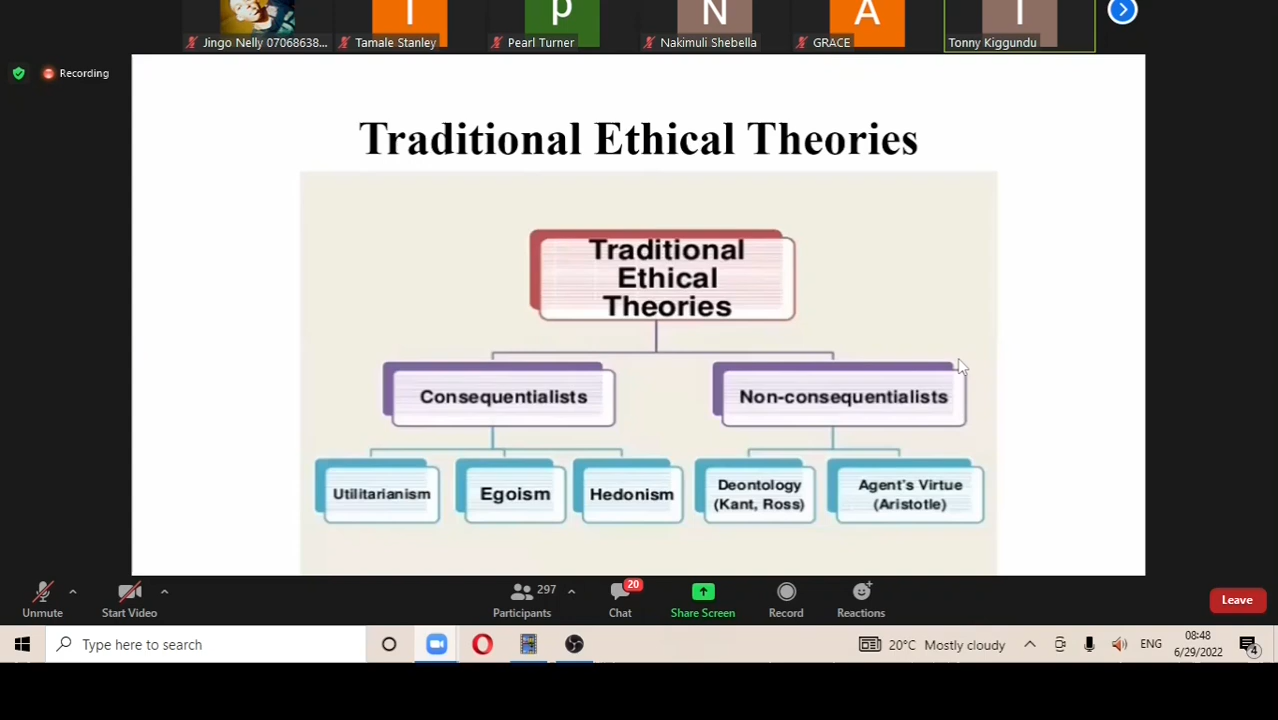 I
P
N
A
T
Jingo Nelly 07068638...
Tamale Stanley
Pearl Turner
Nakimuli Shebella
GRACE
Tonny Kiggundu
Recording
Traditional Ethical Theories
Traditional
Ethical
Theories
Consequentialists
Non-consequentialists
Utilitarianism
Egoism
Hedonism
Deontology
(Kant, Ross)
Agent's Virtue
(Aristotle)
Unmute
Start Video
297
Participants
20
Chat
Share Screen
Record
Reactions
Leave
Type here to search
20°C Mostly cloudy
ENG
08:48
6/29/2022
4